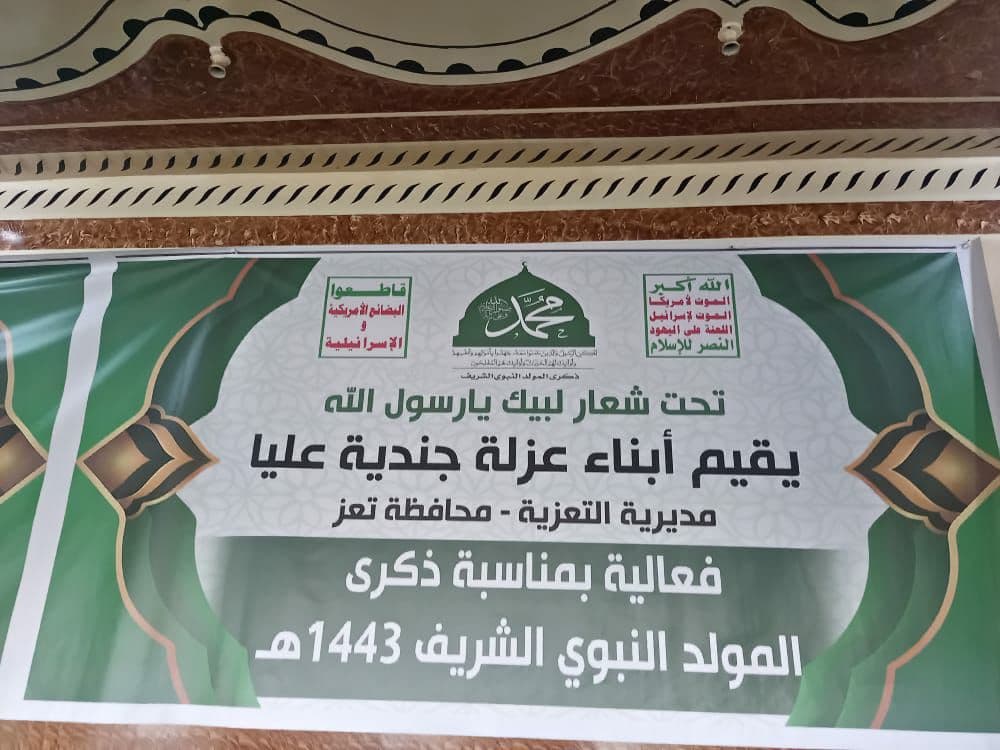 الله أكبر
الموت لأمريكا
الموت لإسرائيل
اللعنة على اليهود
النصر للإسلام
محمد
قاطعوا
البضائع الأمريكية
و
الإسرائيلية
ذكرى المولد النبوي الشريف
تحت شعار لبيك يارسول الله
يقيم أبناء عزلة جندية عليا
مديرية التعزية - محافظة تعز
فعالية بمناسبة ذكرى
المولد النبوي الشريف 1443هـ